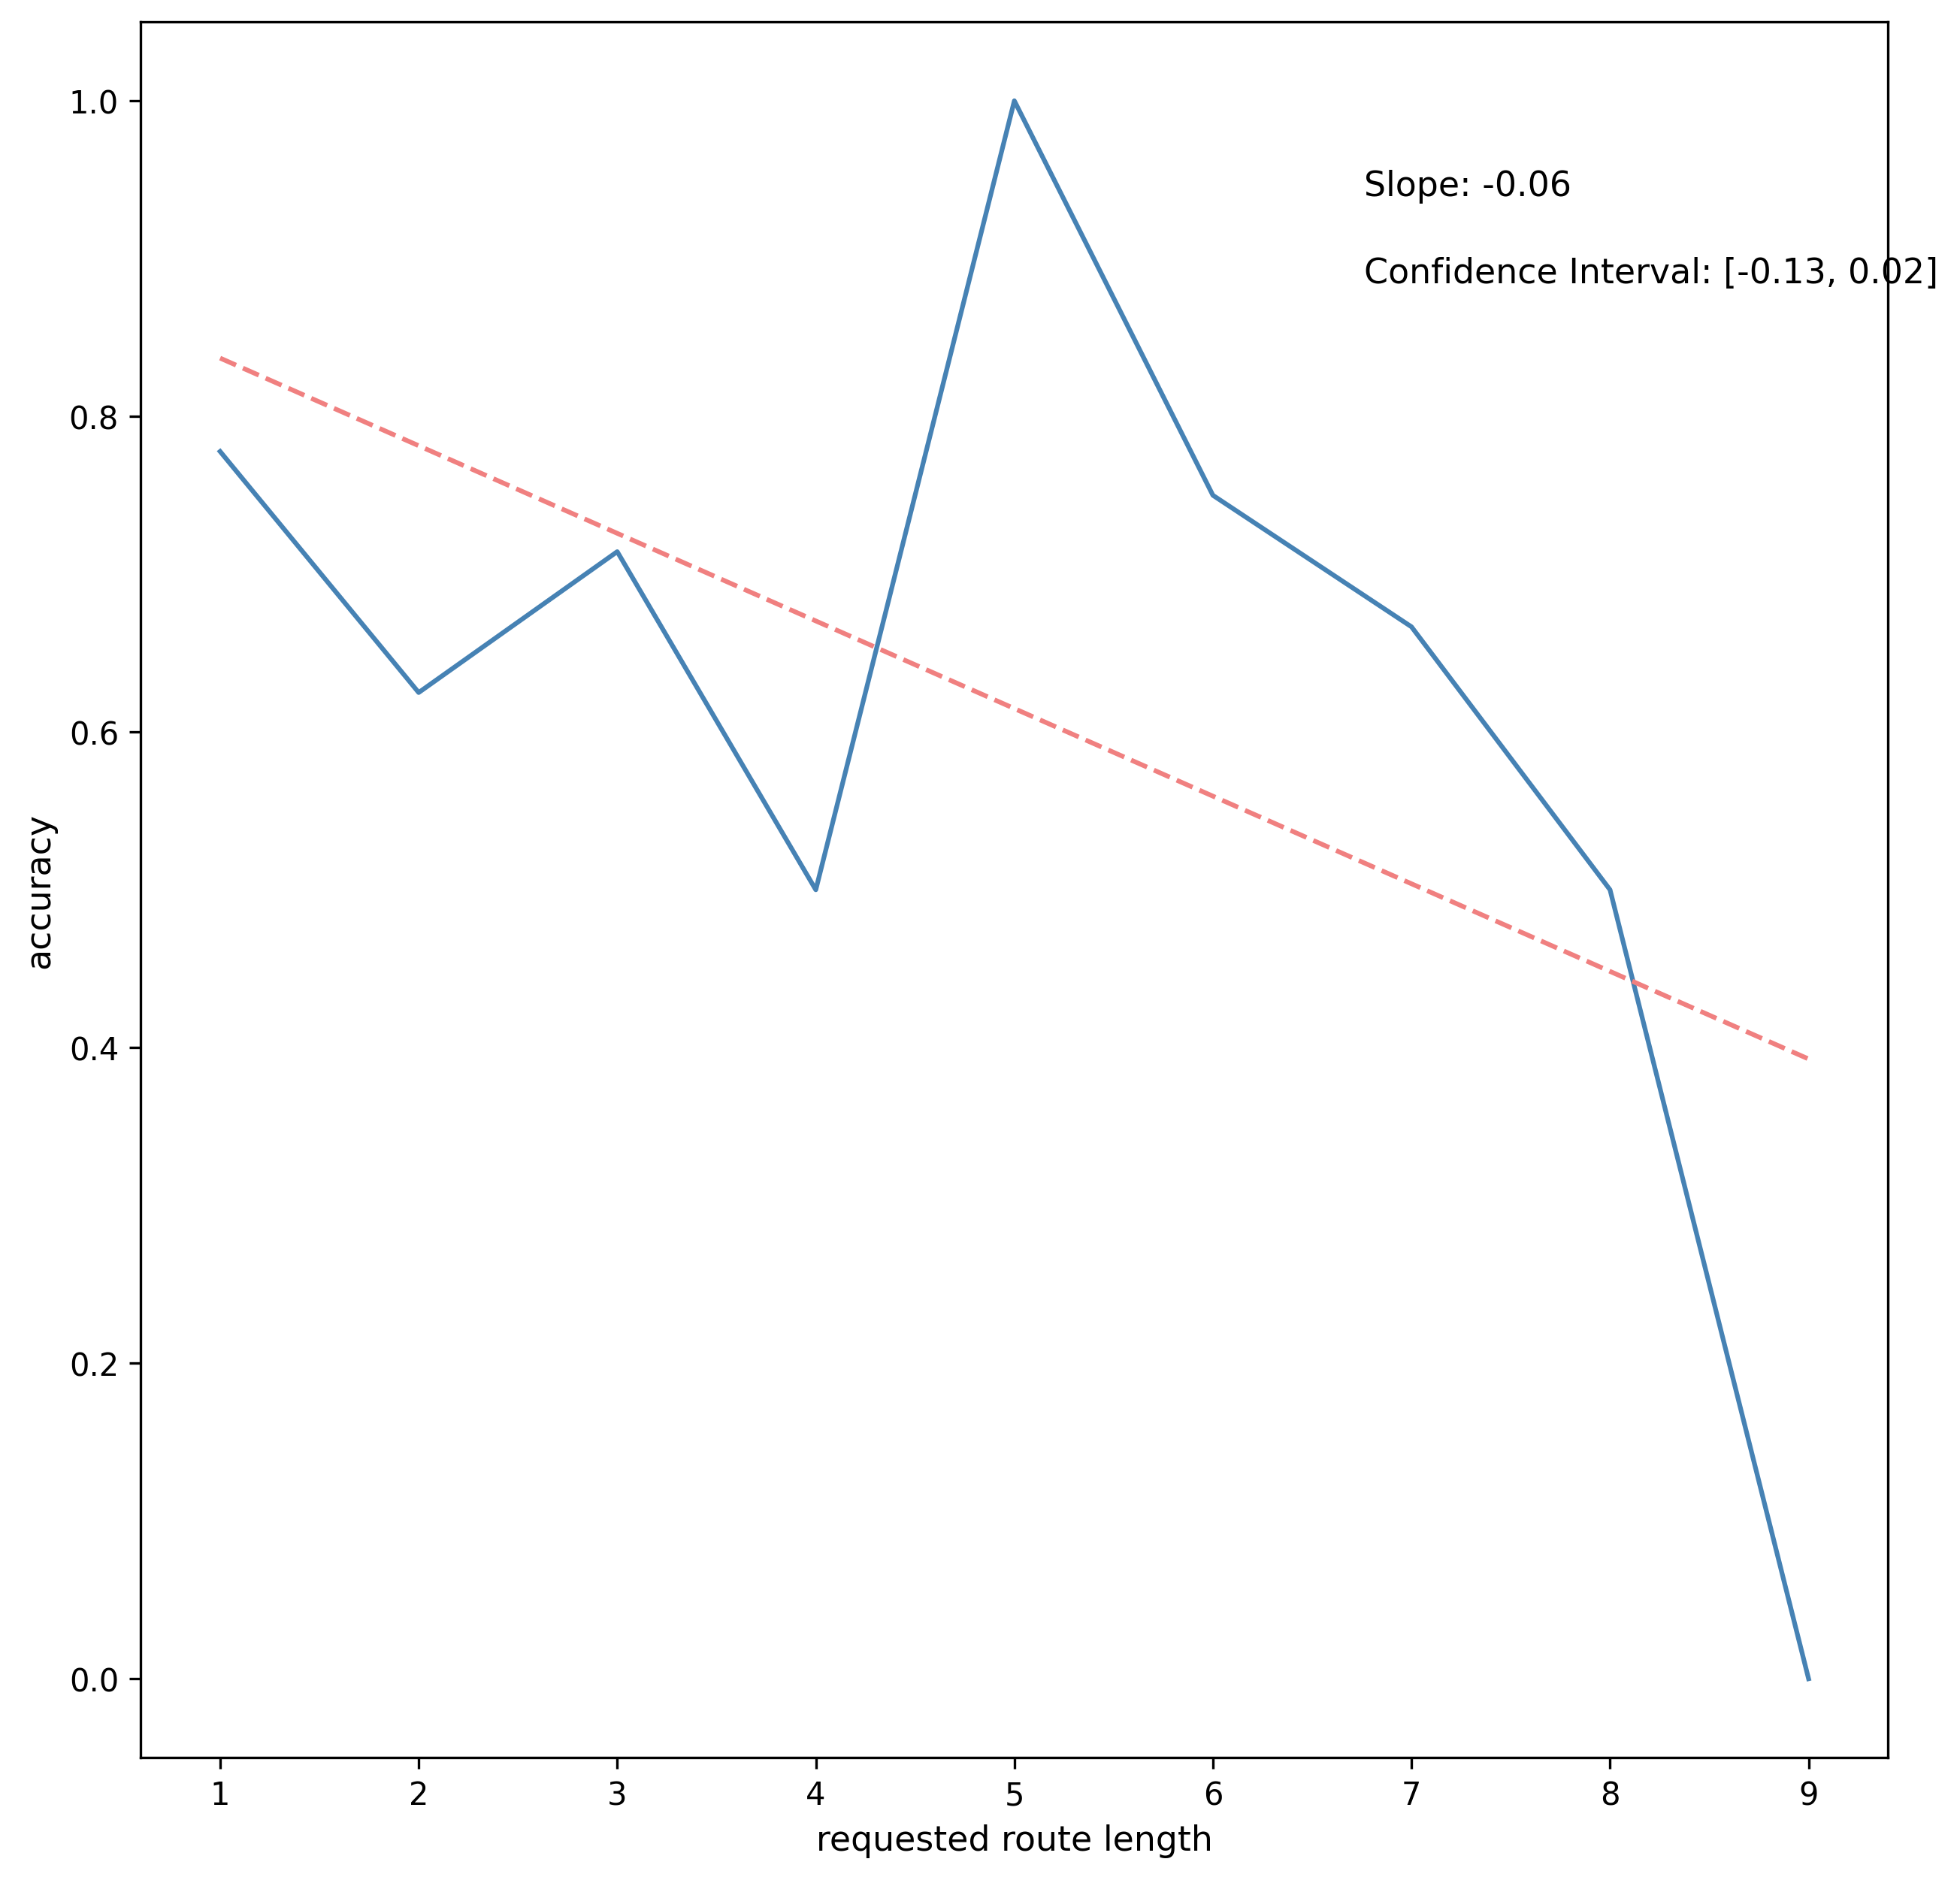 1.0
Slope: -0.06
Confidence Interval: [-0.13, 0.02]
0.8
0.6
accuracy
0.4
0.2
0.0
1 2 3 4 5 6 7 8 9
requested route length